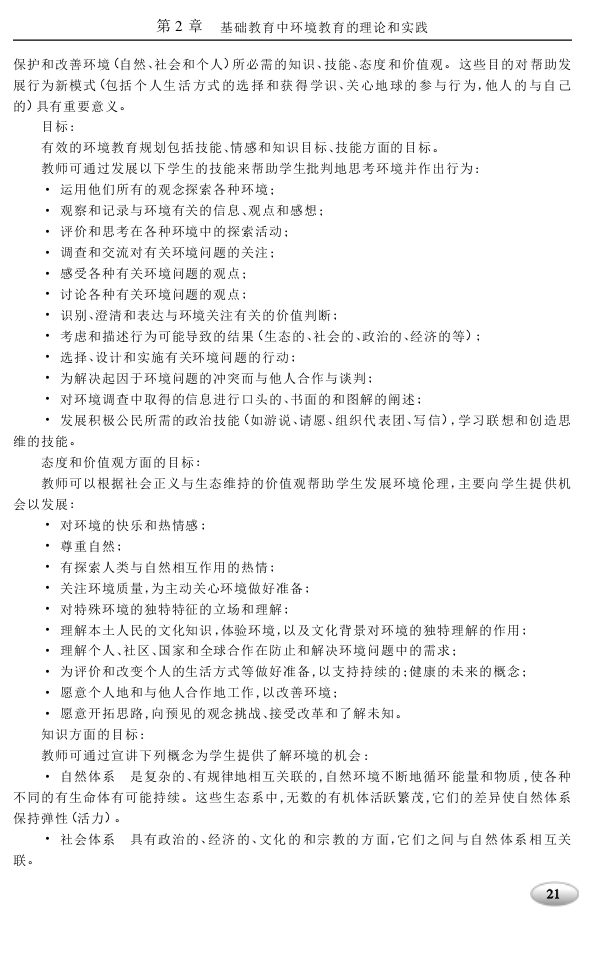 第 2 章　基础教育中环境教育的理论和实践
保护和改善环境(自然、社会和个人)所必需的知识、技能、态度和价值观。这些目的对帮助发
展行为新模式(包括个人生活方式的选择和获得学识、关心地球的参与行为,他人的与自己
的)具有重要意义。
目标:
有效的环境教育规划包括技能、情感和知识目标、技能方面的目标。
教师可通过发展以下学生的技能来帮助学生批判地思考环境并作出行为:
• 运用他们所有的观念探索各种环境;
• 观察和记录与环境有关的信息、观点和感想;
• 评价和思考在各种环境中的探索活动;
• 调查和交流对有关环境问题的关注;
• 感受各种有关环境问题的观点;
• 讨论各种有关环境问题的观点;
• 识别、澄清和表达与环境关注有关的价值判断;
• 考虑和描述行为可能导致的结果(生态的、社会的、政治的、经济的等);
• 选择、设计和实施有关环境问题的行动;
• 为解决起因于环境问题的冲突而与他人合作与谈判;
• 对环境调查中取得的信息进行口头的、书面的和图解的阐述;
• 发展积极公民所需的政治技能(如游说、请愿、组织代表团、写信),学习联想和创造思
维的技能。
态度和价值观方面的目标:
教师可以根据社会正义与生态维持的价值观帮助学生发展环境伦理,主要向学生提供机
会以发展:
• 对环境的快乐和热情感;
• 尊重自然;
• 有探索人类与自然相互作用的热情;
• 关注环境质量,为主动关心环境做好准备;
• 对特殊环境的独特特征的立场和理解;
• 理解本土人民的文化知识,体验环境,以及文化背景对环境的独特理解的作用;
• 理解个人、社区、国家和全球合作在防止和解决环境问题中的需求;
• 为评价和改变个人的生活方式等做好准备,以支持持续的;健康的未来的概念;
• 愿意个人地和与他人合作地工作,以改善环境;
• 愿意开拓思路,向预见的观念挑战、接受改革和了解未知。
知识方面的目标:
教师可通过宣讲下列概念为学生提供了解环境的机会:
• 自然体系　是复杂的、有规律地相互关联的,自然环境不断地循环能量和物质,使各种
不同的有生命体有可能持续。这些生态系中,无数的有机体活跃繁茂,它们的差异使自然体系
保持弹性(活力)。
• 社会体系　具有政治的、经济的、文化的和宗教的方面,它们之间与自然体系相互关
联。
21